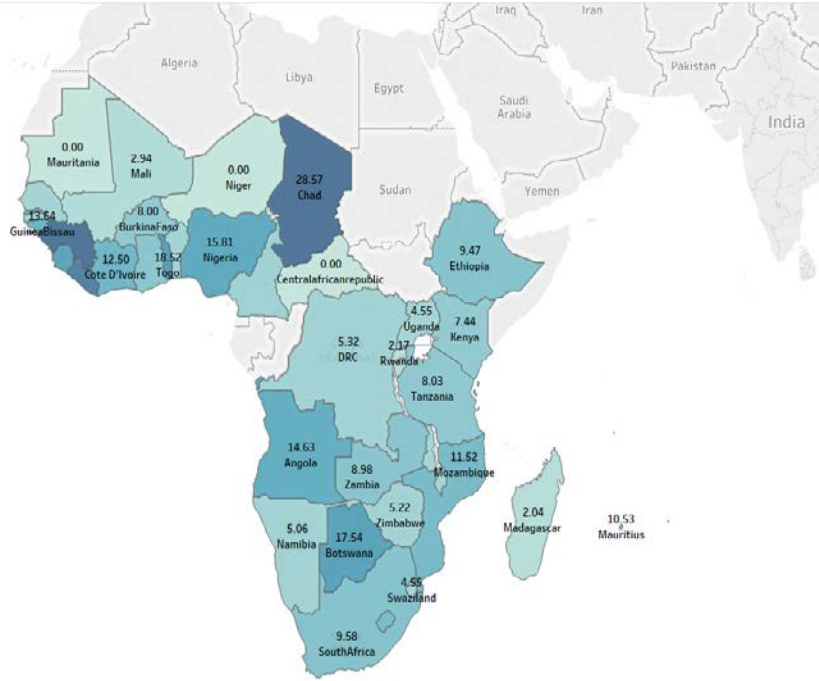 Iraq
Iran
Algeria
Libya
Egypt
Pakistan
Saudi
Arabia
India
0.00
Mauritania
2.94
Mali
0.00
Niger
28.57
Chad
Sudan
Yemen
13.64
GuineaBissau
8.00
BurkinaFaso
12.50
Cote D'Ivoire
18.52
Togo
15.81
Nigeria
0.00
Centralafricanrepublic
9.47
Ethiopia
5.32
DRC
4.55
Uganda
2.17
Rwanda
7.44
Kenya
8.03
Tanzania
14.63
Angola
8.98
Zambia
11.52
Mozambique
5.22
Zimbabwe
2.04
Madagascar
10.53
Mauritius
5.06
Namibia
17.54
Botswana
4.55
Swaziland
9.58
SouthAfrica